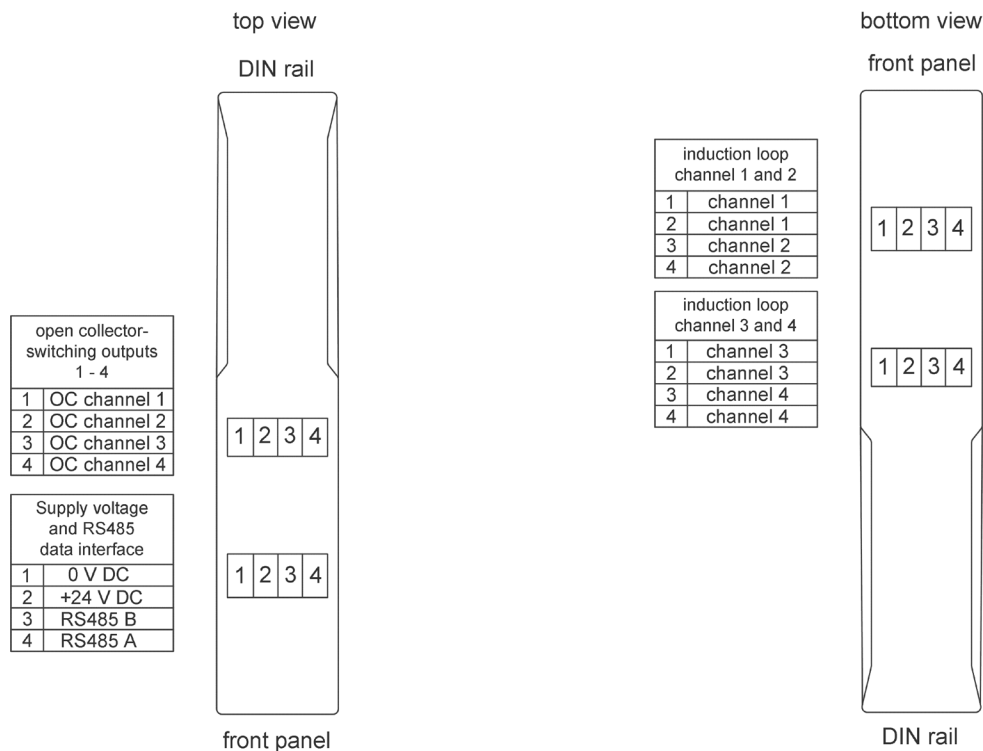 top view
DIN rail
open collector-
switching outputs
1 - 4
1 OC channel 1
2 OC channel 2
3 OC channel 3
4 OC channel 4
1 2 3 4
Supply voltage
and RS485
data interface
1 0 V DC
2 +24 V DC
3 RS485 B
4 RS485 A
1 2 3 4
front panel
bottom view
front panel
induction loop
channel 1 and 2
1 channel 1
2 channel 1
3 channel 2
4 channel 2
1 2 3 4
induction loop
channel 3 and 4
1 channel 3
2 channel 3
3 channel 4
4 channel 4
1 2 3 4
DIN rail